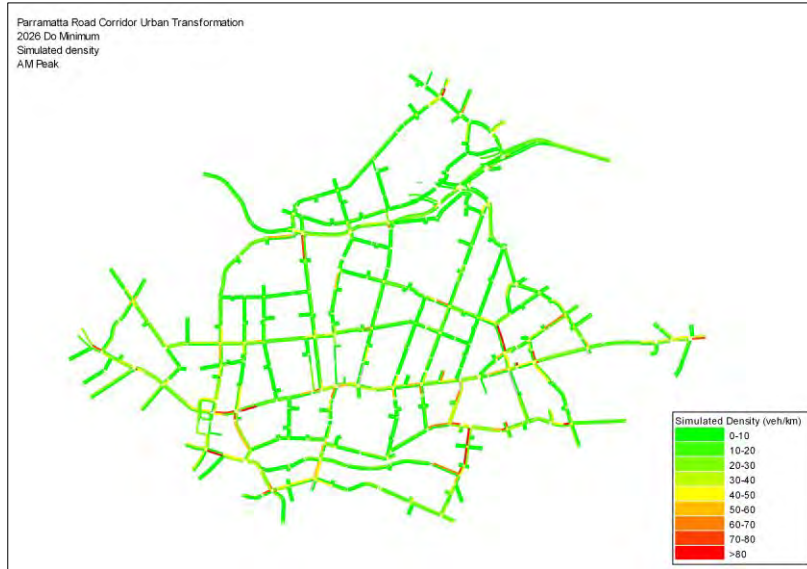 Parramatta Road Corridor Urban Transformation
2026 Do Minimum
Simulated density
AM Peak
Simulated Density (veh/km)
0-10
10-20
20-30
30-40
40-50
50-60
60-70
70-80
>80